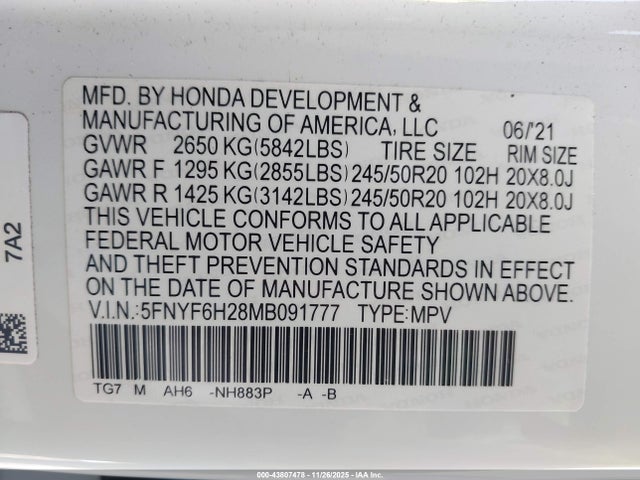 MFD. BY HONDA DEVELOPMENT &
MANUFACTURING OF AMERICA, LLC 06/'21
GVWR 2650 KG(5842LBS) TIRE SIZE RIM SIZE
GAWR F 1295 KG(2855LBS) 245/50R20 102H 20X8.0J
GAWR R 1425 KG(3142LBS) 245/50R20 102H 20X8.0J
THIS VEHICLE CONFORMS TO ALL APPLICABLE
FEDERAL MOTOR VEHICLE SAFETY
AND THEFT PREVENTION STANDARDS IN EFFECT
ON THE DATE OF MANUFACTURE SHOWN ABOVE.
V.I.N.:5FNYF6H28MB091777 TYPE:MPV
TG7 M AH6 -NH883P -A -B
7A2
000-43807478 - 11/26/2025 - IAA Inc.